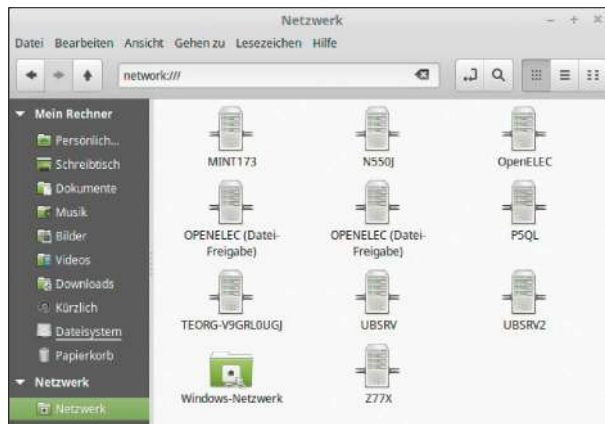 Netzwerk
Datei Bearbeiten Ansicht Gehen zu Lesezeichen Hilfe
network:///
Mein Rechner
Persönlich...
Schreibtisch
Dokumente
Musik
Bilder
Videos
Downloads
Kürzlich
Dateisystem
Papierkorb
Netzwerk
Netzwerk
MINT173
N550J
OpenELEC
OPENELEC (Datei-
Freigabe)
OPENELEC (Datei-
Freigabe)
P5QL
TEORG-V9GRL0UGJ
UBSRV
UBSRV2
Windows-Netzwerk
Z77X